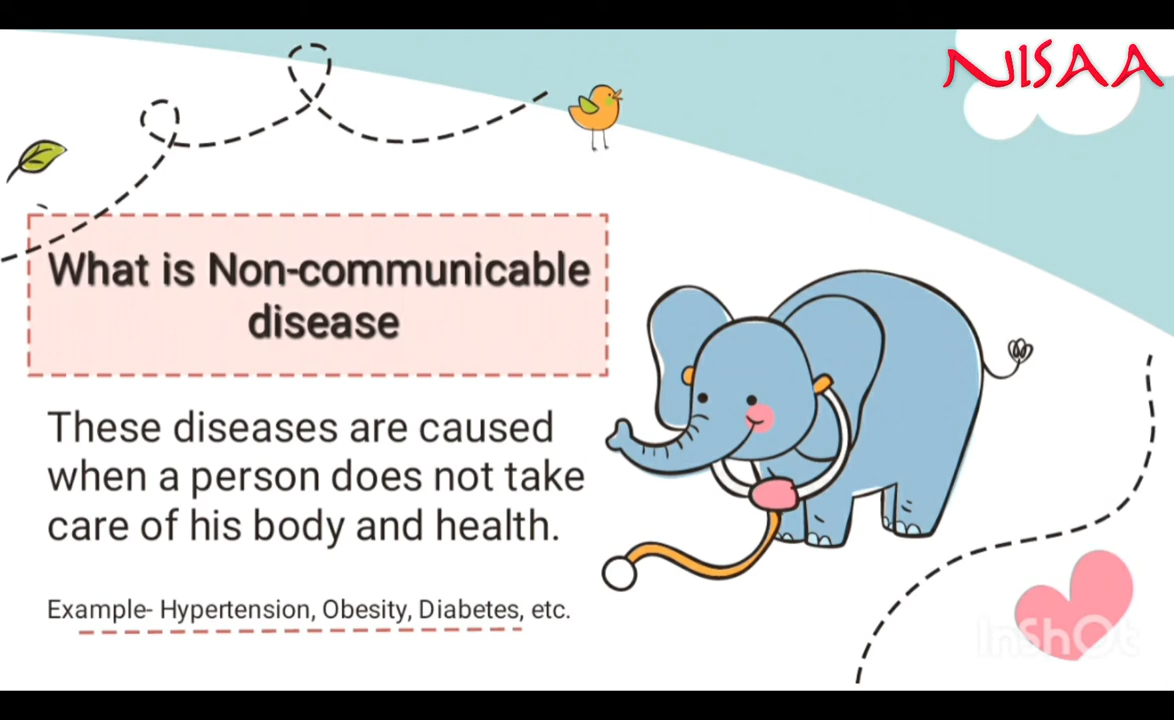 NISAA
What is Non-communicable
disease
These diseases are caused
when a person does not take
care of his body and health.
Example- Hypertension, Obesity, Diabetes, etc.
InShOt